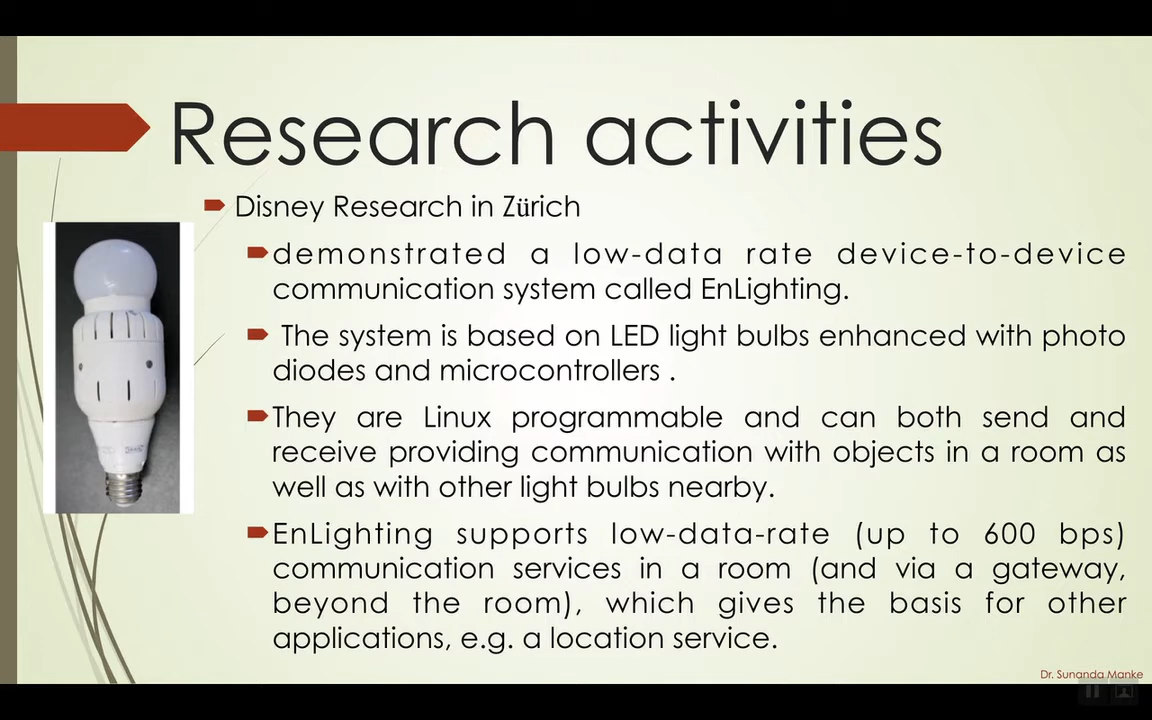 Research activities
Disney Research in Zürich
demonstrated a low-data rate device-to-device
communication system called EnLighting.
The system is based on LED light bulbs enhanced with photo
diodes and microcontrollers .
They are Linux programmable and can both send and
receive providing communication with objects in a room as
well as with other light bulbs nearby.
EnLighting supports low-data-rate (up to 600 bps)
communication services in a room (and via a gateway,
beyond the room), which gives the basis for other
applications, e.g. a location service.
Dr. Sunanda Manke